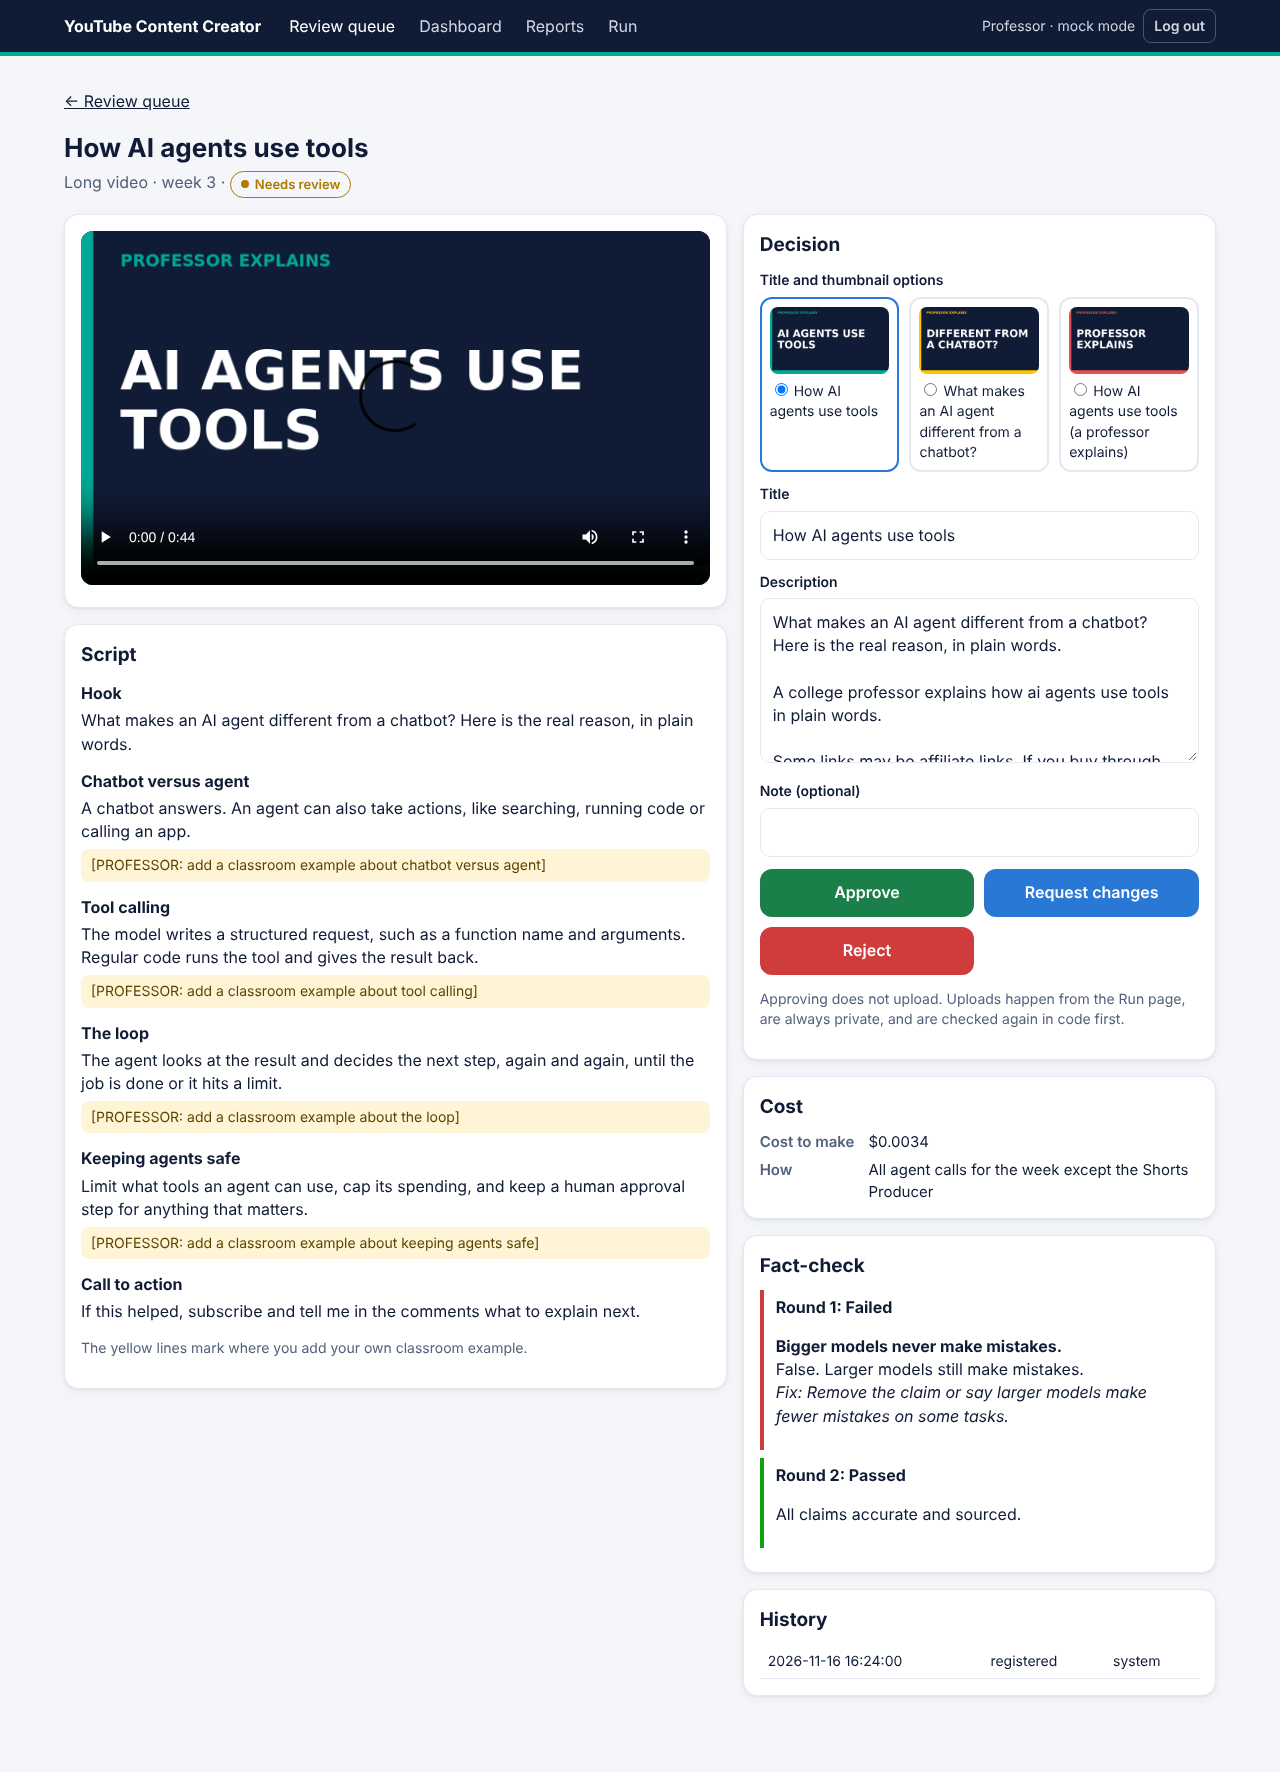 YouTube Content Creator Review queue Dashboard Reports Run Professor · mock mode Log out
← Review queue
How AI agents use tools
Long video · week 3 · Needs review
PROFESSOR EXPLAINS
AI AGENTS USE
TOOLS
0:00 / 0:44
Script
Hook
What makes an AI agent different from a chatbot? Here is the real reason, in plain
words.
Chatbot versus agent
A chatbot answers. An agent can also take actions, like searching, running code or
calling an app.
[PROFESSOR: add a classroom example about chatbot versus agent]
Tool calling
The model writes a structured request, such as a function name and arguments.
Regular code runs the tool and gives the result back.
[PROFESSOR: add a classroom example about tool calling]
The loop
The agent looks at the result and decides the next step, again and again, until the
job is done or it hits a limit.
[PROFESSOR: add a classroom example about the loop]
Keeping agents safe
Limit what tools an agent can use, cap its spending, and keep a human approval
step for anything that matters.
[PROFESSOR: add a classroom example about keeping agents safe]
Call to action
If this helped, subscribe and tell me in the comments what to explain next.
The yellow lines mark where you add your own classroom example.
Decision
Title and thumbnail options
PROFESSOR EXPLAINS
AI AGENTS USE
TOOLS
How AI
agents use tools
PROFESSOR EXPLAINS
DIFFERENT FROM
A CHATBOT?
What makes
an AI agent
different from a
chatbot?
PROFESSOR EXPLAINS
PROFESSOR
EXPLAINS
How AI
agents use tools
(a professor
explains)
Title
How AI agents use tools
Description
What makes an AI agent different from a chatbot?
Here is the real reason, in plain words.
A college professor explains how ai agents use tools
in plain words.
Some links may be affiliate links. If you buy through
Note (optional)
Approve Request changes
Reject
Approving does not upload. Uploads happen from the Run page,
are always private, and are checked again in code first.
Cost
Cost to make $0.0034
How All agent calls for the week except the Shorts
Producer
Fact-check
Round 1: Failed
Bigger models never make mistakes.
False. Larger models still make mistakes.
Fix: Remove the claim or say larger models make
fewer mistakes on some tasks.
Round 2: Passed
All claims accurate and sourced.
History
2026-11-16 16:24:00 registered system